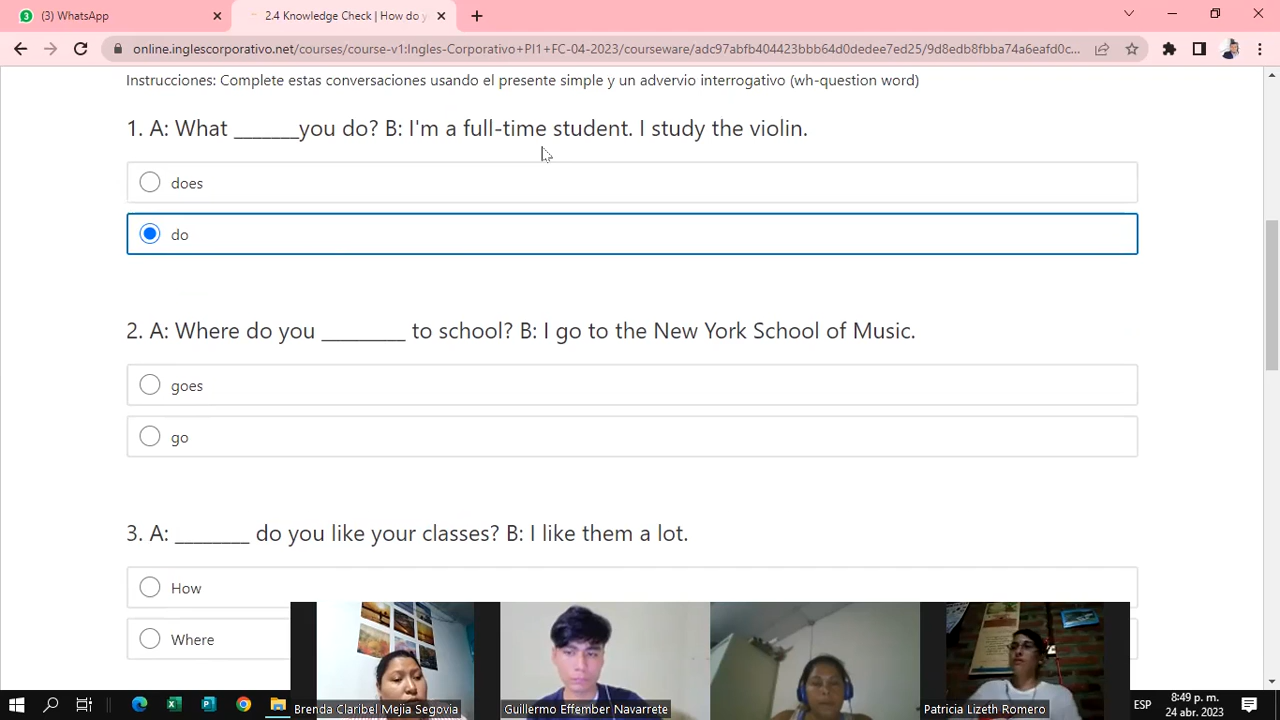 (3) WhatsApp
2.4 Knowledge Check | How do y
online.inglescorporativo.net/courses/course-v1:Ingles-Corporativo+PI1+FC-04-2023/courseware/adc97abfb404423bbb64d0dedee7ed25/9d8edb8fbba74a6eafd0c...
Instrucciones: Complete estas conversaciones usando el presente simple y un advervio interrogativo (wh-question word)
1. A: What _______you do? B: I'm a full-time student. I study the violin.
does
do
2. A: Where do you _________ to school? B: I go to the New York School of Music.
goes
go
3. A: ________ do you like your classes? B: I like them a lot.
How
Where
Brenda Claribel Mejia Segovia
Guillermo Effember Navarrete
Patricia Lizeth Romero
ESP
8:49 p. m.
24 abr. 2023